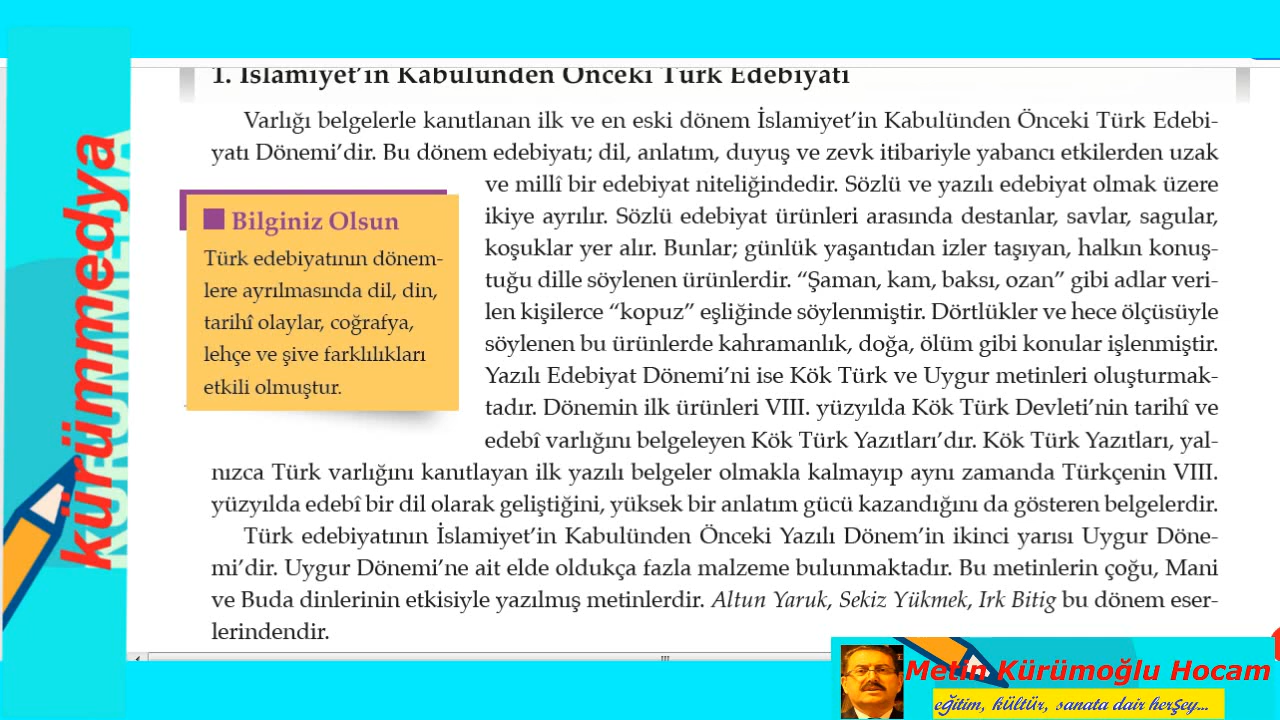 1. İslamiyet’in Kabulünden Önceki Türk Edebiyatı
Varlığı belgelerle kanıtlanan ilk ve en eski dönem İslamiyet’in Kabulünden Önceki Türk Edebi-
yatı Dönemi’dir. Bu dönem edebiyatı; dil, anlatım, duyuş ve zevk itibariyle yabancı etkilerden uzak
ve millî bir edebiyat niteliğindedir. Sözlü ve yazılı edebiyat olmak üzere
ikiye ayrılır. Sözlü edebiyat ürünleri arasında destanlar, savlar, sagular,
koşuklar yer alır. Bunlar; günlük yaşantıdan izler taşıyan, halkın konuş-
tuğu dille söylenen ürünlerdir. “Şaman, kam, baksı, ozan” gibi adlar veri-
len kişilerce “kopuz” eşliğinde söylenmiştir. Dörtlükler ve hece ölçüsüyle
söylenen bu ürünlerde kahramanlık, doğa, ölüm gibi konular işlenmiştir.
Yazılı Edebiyat Dönemi’ni ise Kök Türk ve Uygur metinleri oluşturmak-
tadır. Dönemin ilk ürünleri VIII. yüzyılda Kök Türk Devleti’nin tarihî ve
edebî varlığını belgeleyen Kök Türk Yazıtları’dır. Kök Türk Yazıtları, yal-
nızca Türk varlığını kanıtlayan ilk yazılı belgeler olmakla kalmayıp aynı zamanda Türkçenin VIII.
yüzyılda edebî bir dil olarak geliştiğini, yüksek bir anlatım gücü kazandığını da gösteren belgelerdir.
Türk edebiyatının İslamiyet’in Kabulünden Önceki Yazılı Dönem’in ikinci yarısı Uygur Döne-
mi’dir. Uygur Dönemi’ne ait elde oldukça fazla malzeme bulunmaktadır. Bu metinlerin çoğu, Mani
ve Buda dinlerinin etkisiyle yazılmış metinlerdir. Altun Yaruk, Sekiz Yükmek, Irk Bitig bu dönem eser-
lerindendir.
Bilginiz Olsun
Türk edebiyatının dönem-
lere ayrılmasında dil, din,
tarihî olaylar, coğrafya,
lehçe ve şive farklılıkları
etkili olmuştur.
kürümmedya
KÜRÜMMEDYA
Metin Kürümoğlu Hocam
eğitim, kültür, sanata dair herşey...